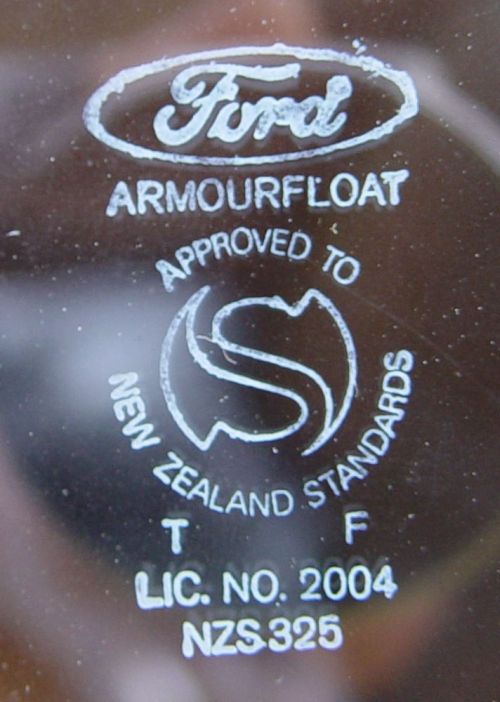 Ford
ARMOURFLOAT
APPROVED TO
S
NEW ZEALAND STANDARDS
T F
LIC. NO. 2004
NZS.325